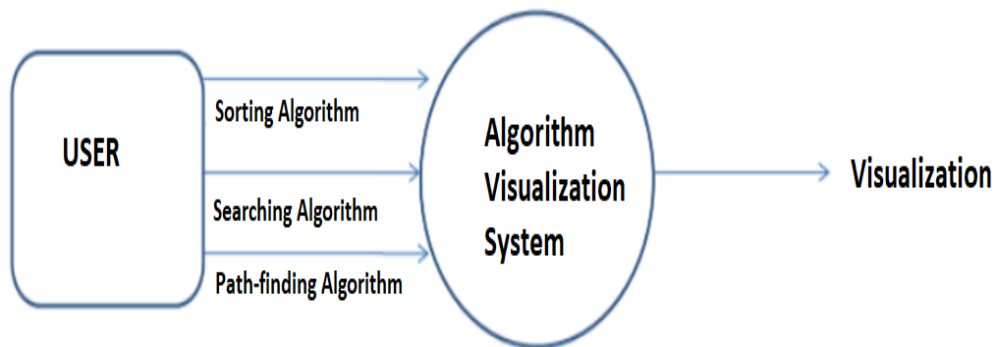 USER
Sorting Algorithm
Searching Algorithm
Path-finding Algorithm
Algorithm
Visualization
System
Visualization